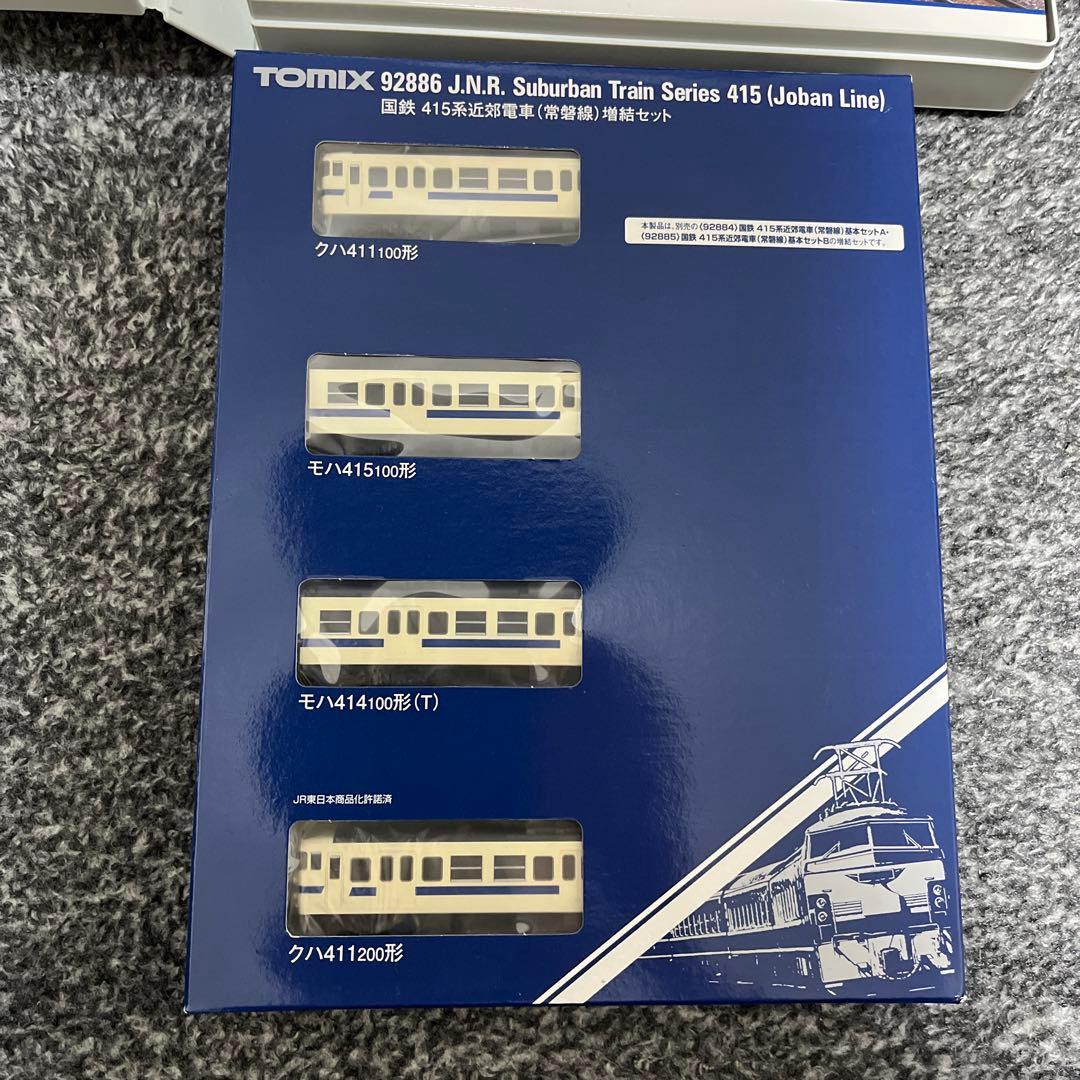 TOMIX 92886 J.N.R. Suburban Train Series 415 (Joban Line)
国鉄 415系近郊電車(常磐線)増結セット
クハ411100形
本製品は、別売の〈92884〉国鉄 415系近郊電車(常磐線)基本セットA・
〈92885〉国鉄 415系近郊電車(常磐線)基本セットBの増結セットです。
モハ415100形
モハ414100形(T)
JR東日本商品化許諾済
クハ411200形